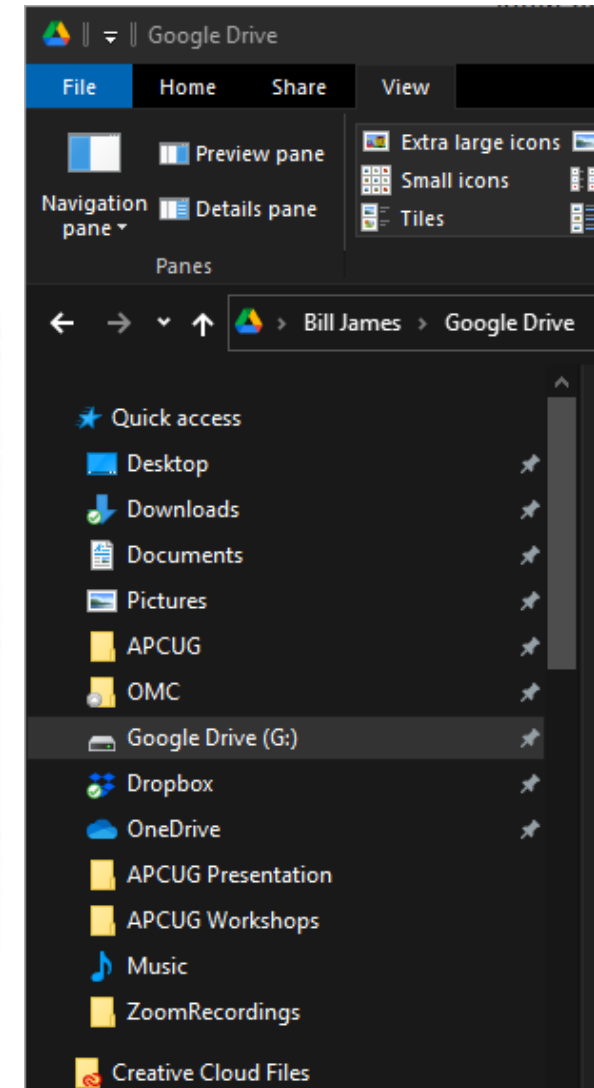 Google Drive
File Home Share View
Preview pane
Extra large icons
Navigation
pane
Details pane
Small icons
Tiles
Panes
Bill James > Google Drive
Quick access
Desktop
Downloads
Documents
Pictures
APCUG
OMC
Google Drive (G:)
Dropbox
OneDrive
APCUG Presentation
APCUG Workshops
Music
ZoomRecordings
Creative Cloud Files